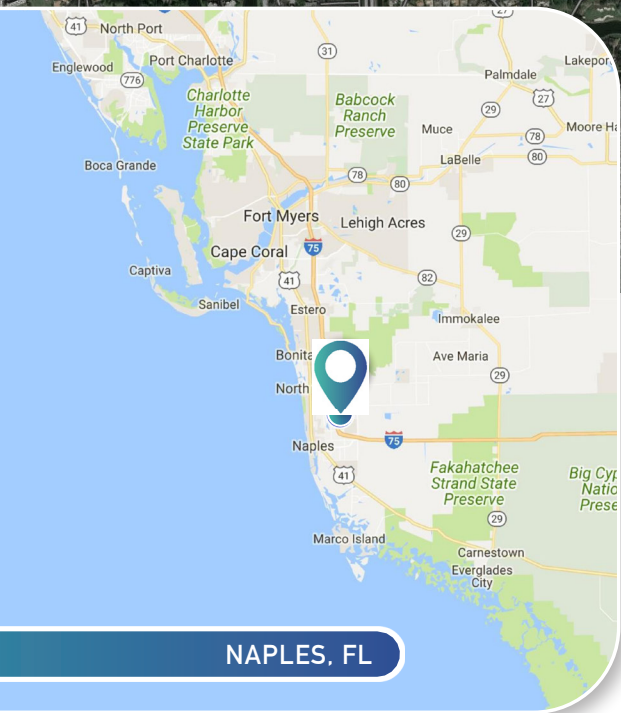 27
41
North Port
31
Englewood
Port Charlotte
776
Palmdale
Lakepor
Charlotte
Harbor
Preserve
State Park
Babcock
Ranch
Preserve
29
27
Muce
78
Moore Ha
Boca Grande
LaBelle
80
78
80
Fort Myers
Lehigh Acres
29
Cape Coral
75
Captiva
41
82
Sanibel
Estero
Immokalee
Bonita
Ave Maria
North
29
Naples
75
41
Fakahatchee
Strand State
Preserve
Big Cyp
Natio
Prese
29
Marco Island
Carnestown
Everglades
City
NAPLES, FL